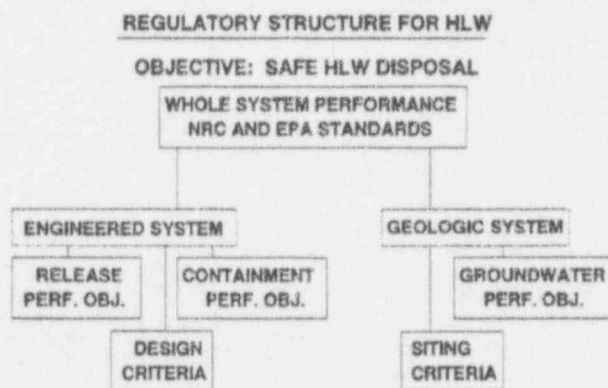 REGULATORY STRUCTURE FOR HLW
OBJECTIVE: SAFE HLW DISPOSAL
WHOLE SYSTEM PERFORMANCE
NRC AND EPA STANDARDS
ENGINEERED SYSTEM
GEOLOGIC SYSTEM
RELEASE
PERF. OBJ.
CONTAINMENT
PERF. OBJ.
GROUNDWATER
PERF. OBJ.
DESIGN
CRITERIA
SITING
CRITERIA